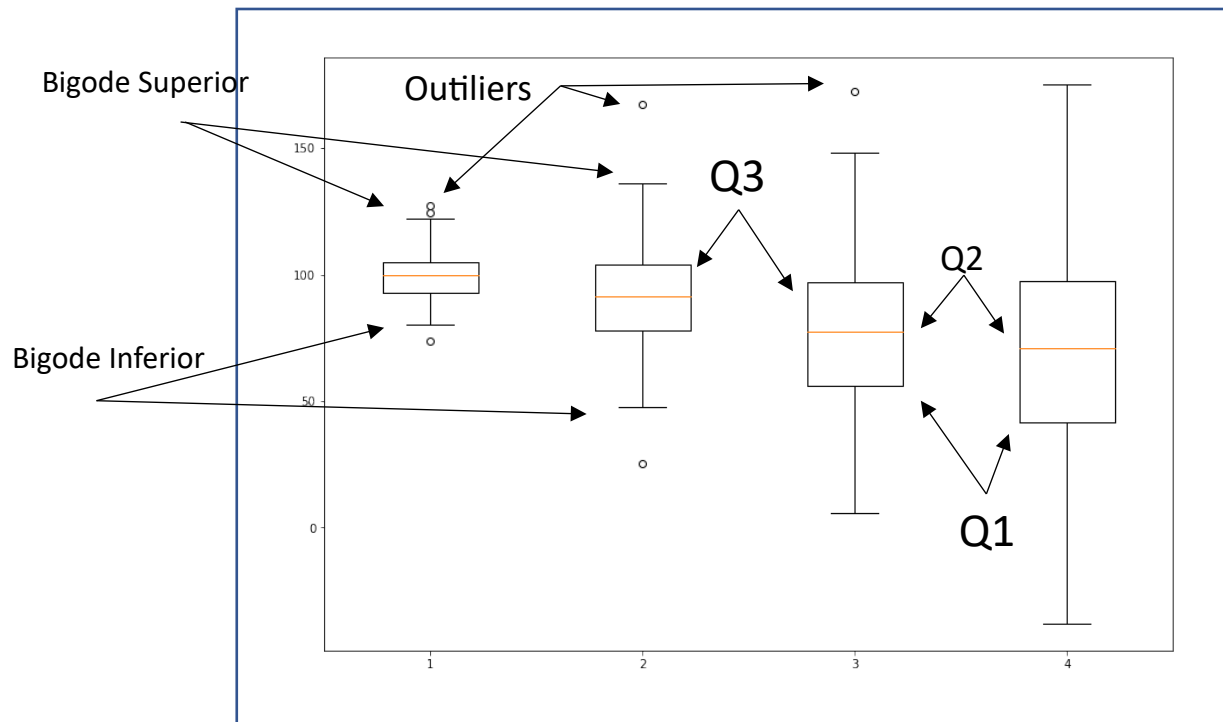 Bigode Superior
Outiliers
150
Q3
100
Q2
Bigode Inferior
50
0
Q1
1 2 3 4